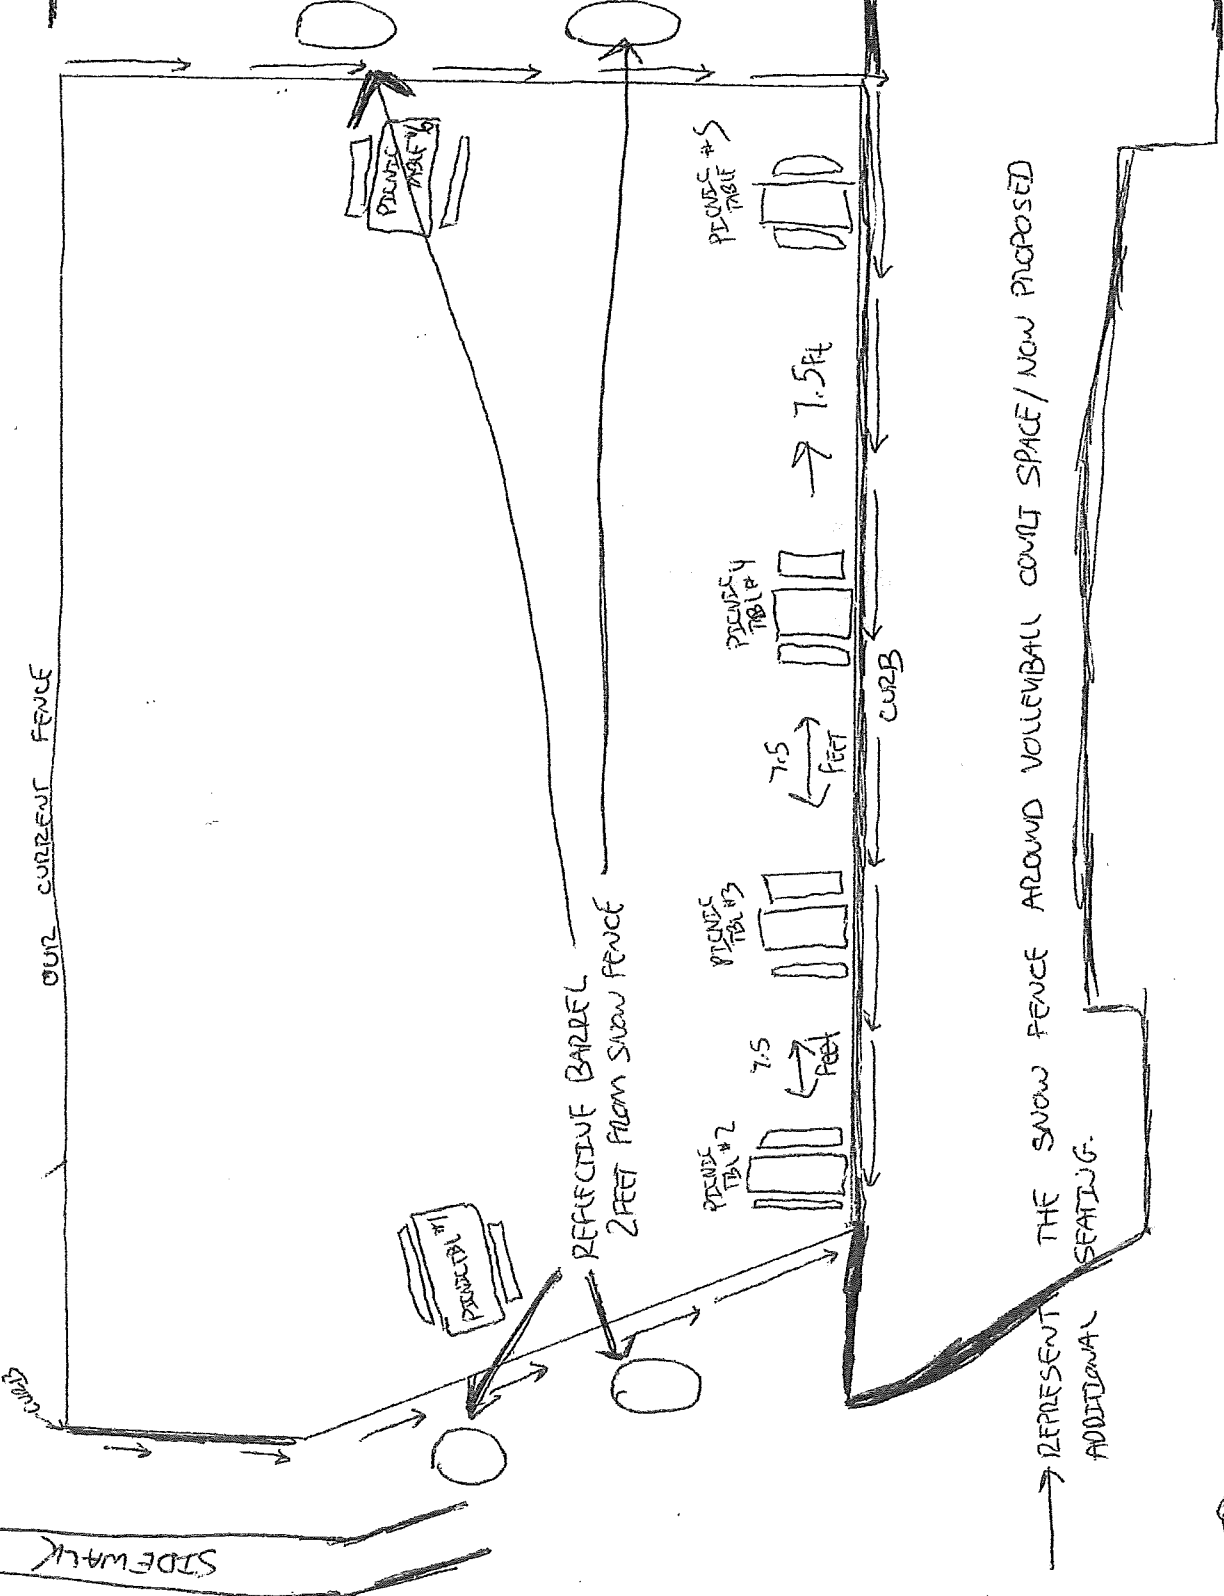 OUR CURRENT FENCE
CURB
SIDEWALK
PICNIC
TABLE #6
PICNIC TBL #1
REFLECTIVE BARREL
2 FEET FROM SNOW FENCE
PICNIC
TBL #2
7.5
FEET
PICNIC
TBL #3
7.5
FEET
PICNIC
TBL #4
7.5 Ft
PICNIC
TABLE #5
CURB
REPRESENT THE SNOW FENCE AROUND VOLLEYBALL COURT SPACE/NOW PROPOSED
ADDITIONAL SEATING.